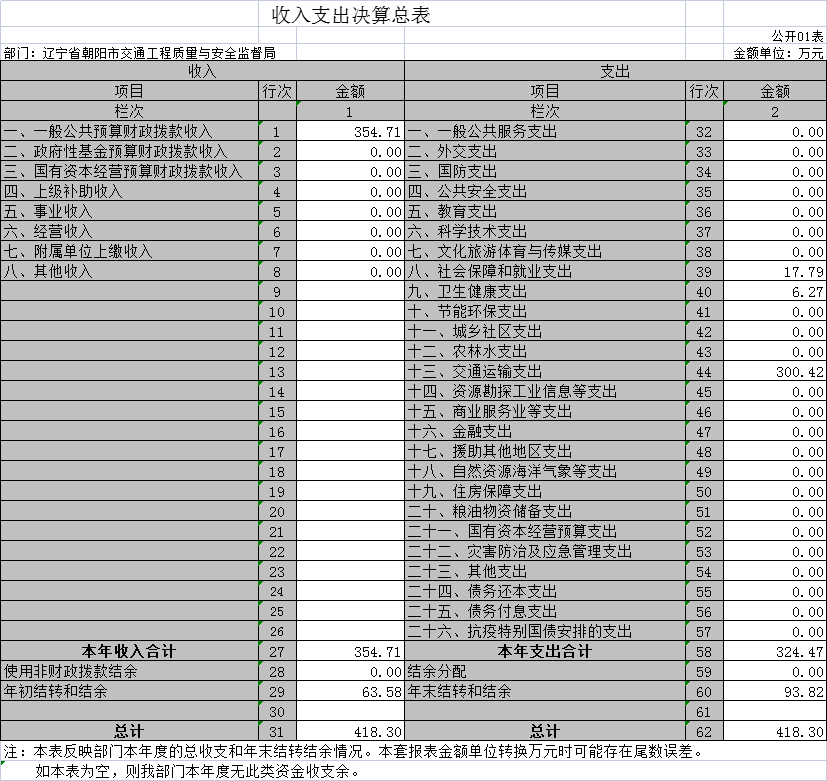 收入支出决算总表
公开01表
部门：辽宁省朝阳市交通工程质量与安全监督局 金额单位：万元
收入 支出
项目 行次 金额 项目 行次 金额
栏次 1 栏次 2
一、一般公共预算财政拨款收入 1 354.71 一、一般公共服务支出 32 0.00
二、政府性基金预算财政拨款收入 2 0.00 二、外交支出 33 0.00
三、国有资本经营预算财政拨款收入 3 0.00 三、国防支出 34 0.00
四、上级补助收入 4 0.00 四、公共安全支出 35 0.00
五、事业收入 5 0.00 五、教育支出 36 0.00
六、经营收入 6 0.00 六、科学技术支出 37 0.00
七、附属单位上缴收入 7 0.00 七、文化旅游体育与传媒支出 38 0.00
八、其他收入 8 0.00 八、社会保障和就业支出 39 17.79
9 九、卫生健康支出 40 6.27
10 十、节能环保支出 41 0.00
11 十一、城乡社区支出 42 0.00
12 十二、农林水支出 43 0.00
13 十三、交通运输支出 44 300.42
14 十四、资源勘探工业信息等支出 45 0.00
15 十五、商业服务业等支出 46 0.00
16 十六、金融支出 47 0.00
17 十七、援助其他地区支出 48 0.00
18 十八、自然资源海洋气象等支出 49 0.00
19 十九、住房保障支出 50 0.00
20 二十、粮油物资储备支出 51 0.00
21 二十一、国有资本经营预算支出 52 0.00
22 二十二、灾害防治及应急管理支出 53 0.00
23 二十三、其他支出 54 0.00
24 二十四、债务还本支出 55 0.00
25 二十五、债务付息支出 56 0.00
26 二十六、抗疫特别国债安排的支出 57 0.00
本年收入合计 27 354.71 本年支出合计 58 324.47
使用非财政拨款结余 28 0.00 结余分配 59 0.00
年初结转和结余 29 63.58 年末结转和结余 60 93.82
30 61
总计 31 418.30 总计 62 418.30
注：本表反映部门本年度的总收支和年末结转结余情况。本套报表金额单位转换万元时可能存在尾数误差。
如本表为空，则我部门本年度无此类资金收支余。